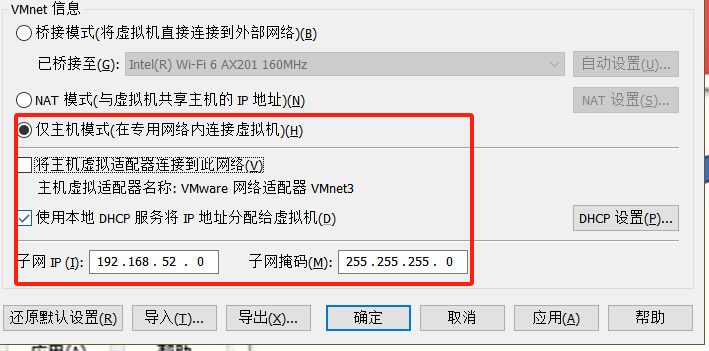 VMnet 信息
桥接模式(将虚拟机直接连接到外部网络)(B)
已桥接至(G): Intel(R) Wi-Fi 6 AX201 160MHz 自动设置(U)...
NAT 模式(与虚拟机共享主机的 IP 地址)(N) NAT 设置(S)...
仅主机模式(在专用网络内连接虚拟机)(H)
将主机虚拟适配器连接到此网络(V)
主机虚拟适配器名称: VMware 网络适配器 VMnet3
使用本地 DHCP 服务将 IP 地址分配给虚拟机(D) DHCP 设置(P)...
子网 IP (I): 192.168.52.0 子网掩码(M): 255.255.255.0
还原默认设置(R) 导入(T)... 导出(X)... 确定 取消 应用(A) 帮助